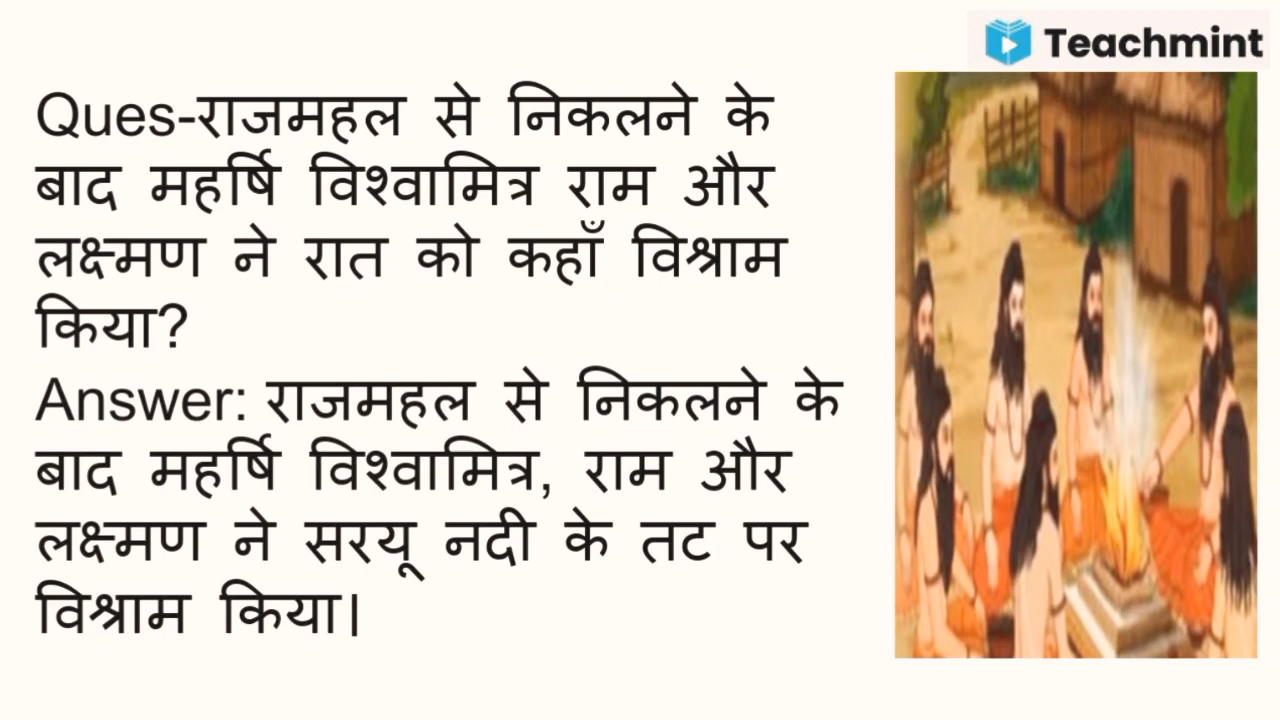 Teachmint
Ques-राजमहल से निकलने के
बाद महर्षि विश्वामित्र राम और
लक्ष्मण ने रात को कहाँ विश्राम
किया?
Answer: राजमहल से निकलने के
बाद महर्षि विश्वामित्र, राम और
लक्ष्मण ने सरयू नदी के तट पर
विश्राम किया।